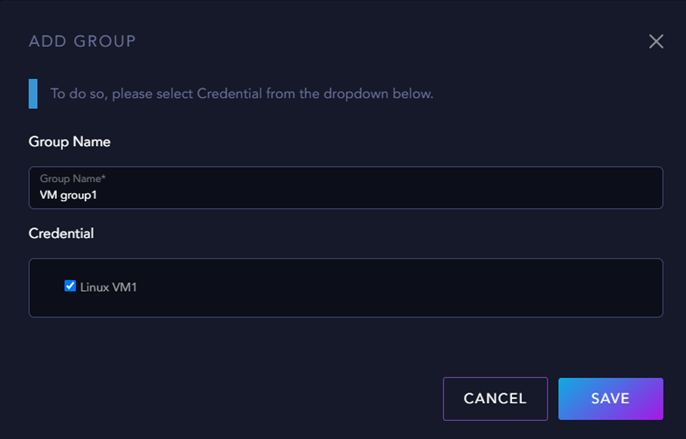 ADD GROUP
To do so, please select Credential from the dropdown below.
Group Name
Group Name*
VM group1
Credential
Linux VM1
CANCEL SAVE